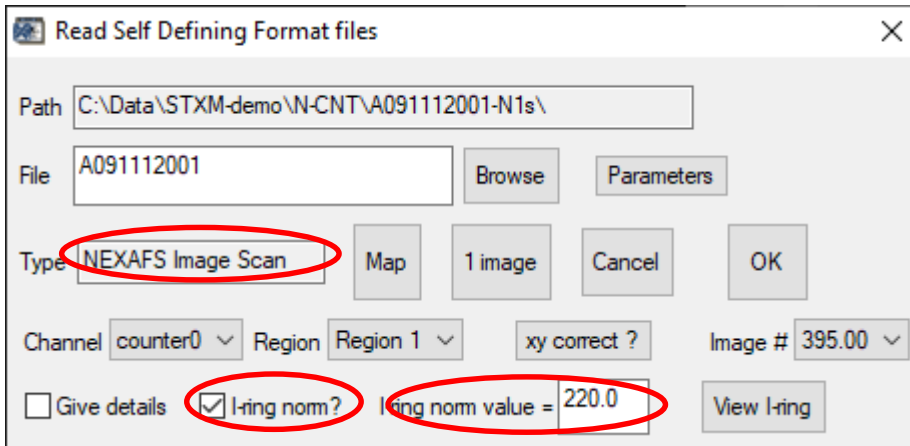 Read Self Defining Format files
Path C:\Data\STXM-demo\N-CNT\A091112001-N1s\
File A091112001 Browse Parameters
Type NEXAFS Image Scan Map 1 image Cancel OK
Channel counter0 Region Region 1 xy correct ? Image # 395.00
Give details I-ring norm? I-ring norm value = 220.0 View I-ring